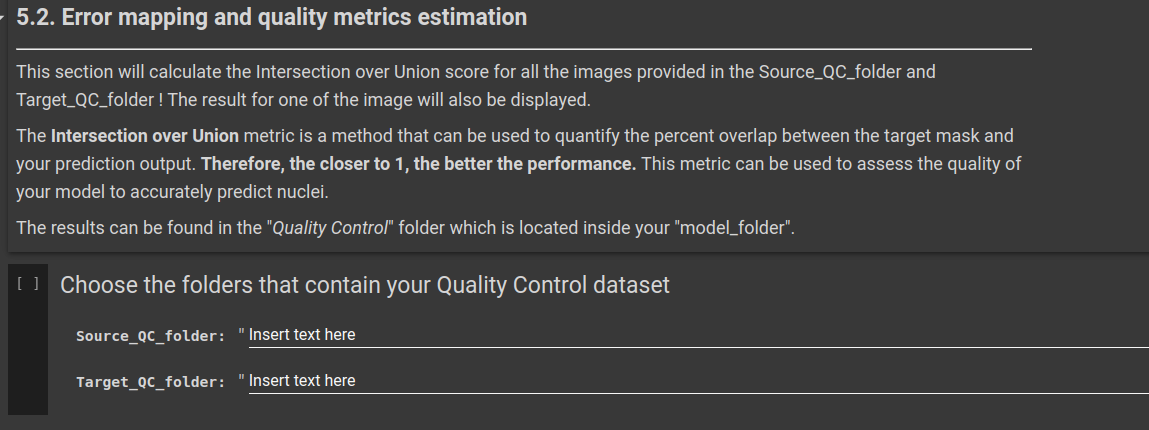 5.2. Error mapping and quality metrics estimation
This section will calculate the Intersection over Union score for all the images provided in the Source_QC_folder and
Target_QC_folder ! The result for one of the image will also be displayed.
The Intersection over Union metric is a method that can be used to quantify the percent overlap between the target mask and
your prediction output. Therefore, the closer to 1, the better the performance. This metric can be used to assess the quality of
your model to accurately predict nuclei.
The results can be found in the "Quality Control" folder which is located inside your "model_folder".
[ ] Choose the folders that contain your Quality Control dataset
Source_QC_folder: " Insert text here
Target_QC_folder: " Insert text here